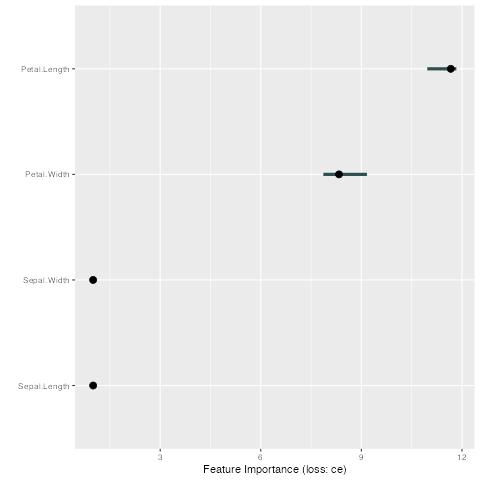 Petal.Length
Petal.Width
Sepal.Width
Sepal.Length
3 6 9 12
Feature Importance (loss: ce)